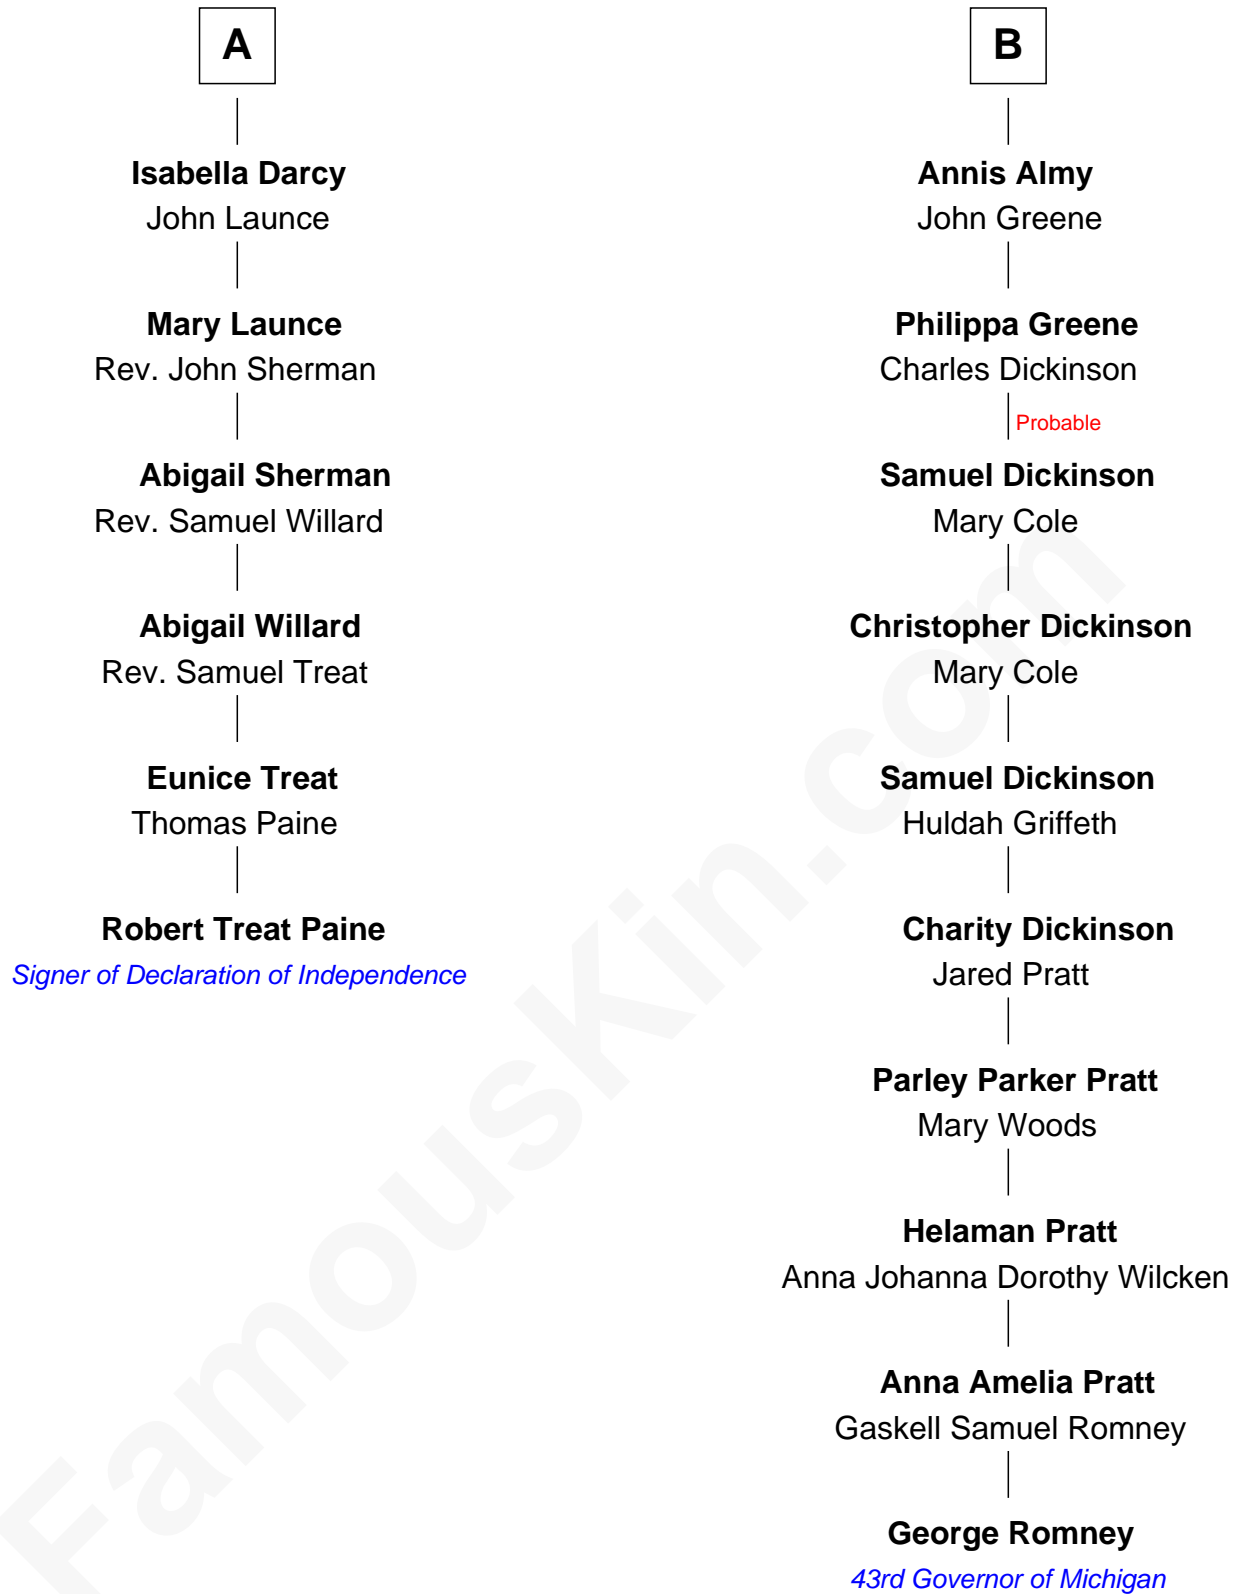 A
Isabella Darcy
John Launce
Mary Launce
Rev. John Sherman
Abigail Sherman
Rev. Samuel Willard
Abigail Willard
Rev. Samuel Treat
Eunice Treat
Thomas Paine
Robert Treat Paine
Signer of Declaration of Independence
B
Annis Almy
John Greene
Philippa Greene
Charles Dickinson
Probable
Samuel Dickinson
Mary Cole
Christopher Dickinson
Mary Cole
Samuel Dickinson
Huldah Griffeth
Charity Dickinson
Jared Pratt
Parley Parker Pratt
Mary Woods
Helaman Pratt
Anna Johanna Dorothy Wilcken
Anna Amelia Pratt
Gaskell Samuel Romney
George Romney
43rd Governor of Michigan
FamousKin.com